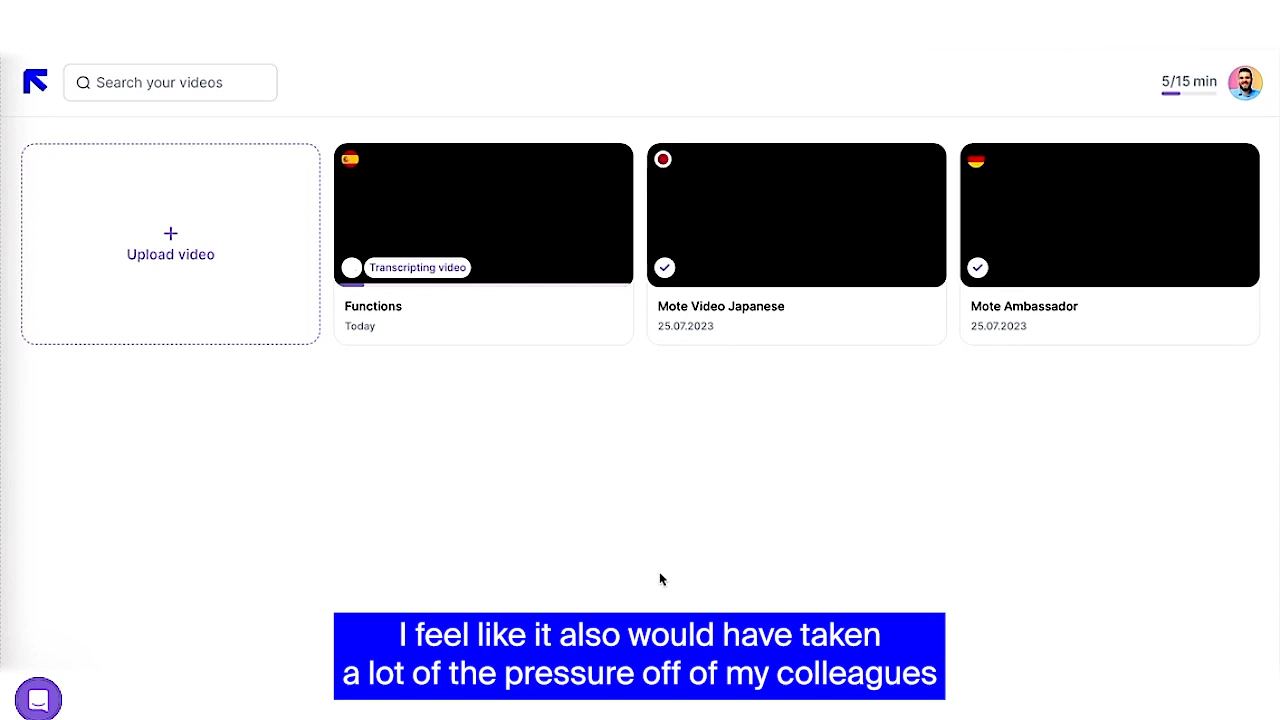 Search your videos
5/15 min
Upload video
Transcripting video
Functions
Today
Mote Video Japanese
25.07.2023
Mote Ambassador
25.07.2023
I feel like it also would have taken
a lot of the pressure off of my colleagues